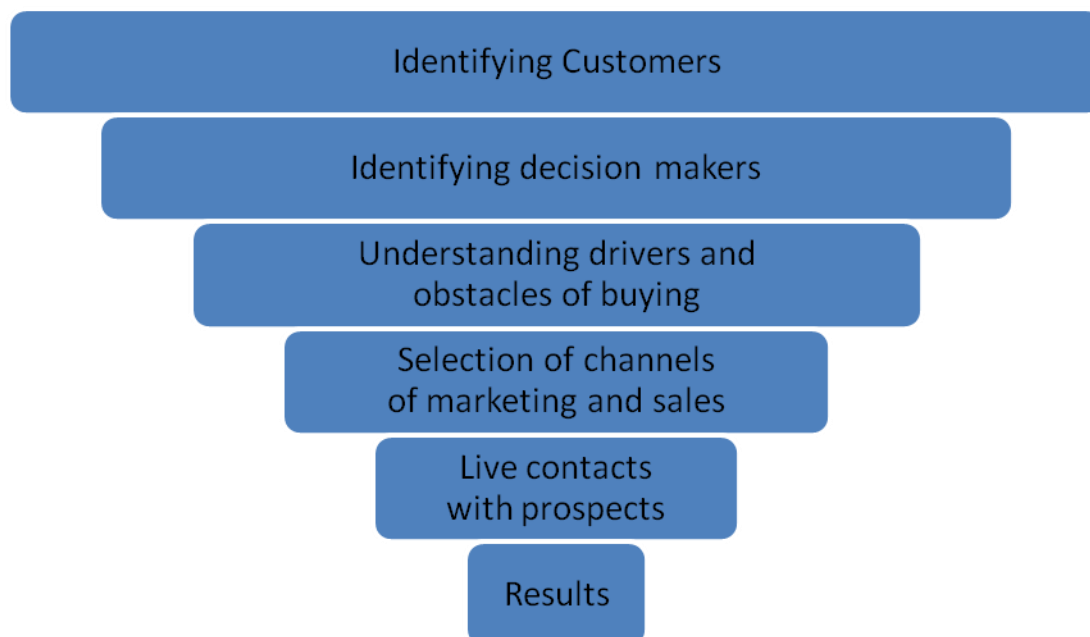 Identifying Customers
Identifying decision makers
Understanding drivers and
obstacles of buying
Selection of channels
of marketing and sales
Live contacts
with prospects
Results